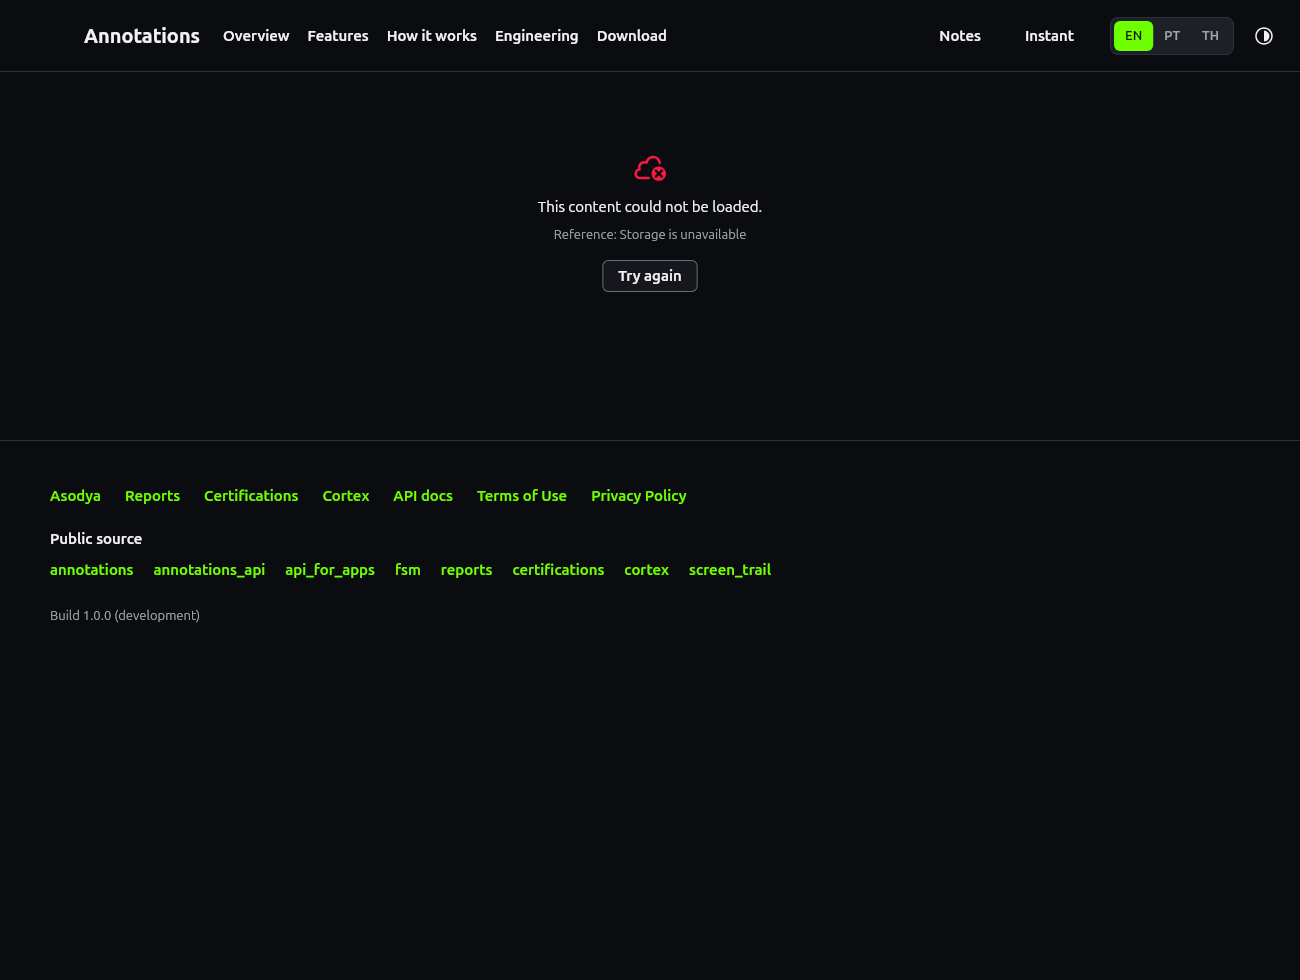 Annotations Overview Features How it works Engineering Download Notes Instant EN PT TH
This content could not be loaded.
Reference: Storage is unavailable
Try again
Asodya Reports Certifications Cortex API docs Terms of Use Privacy Policy
Public source
annotations annotations_api api_for_apps fsm reports certifications cortex screen_trail
Build 1.0.0 (development)